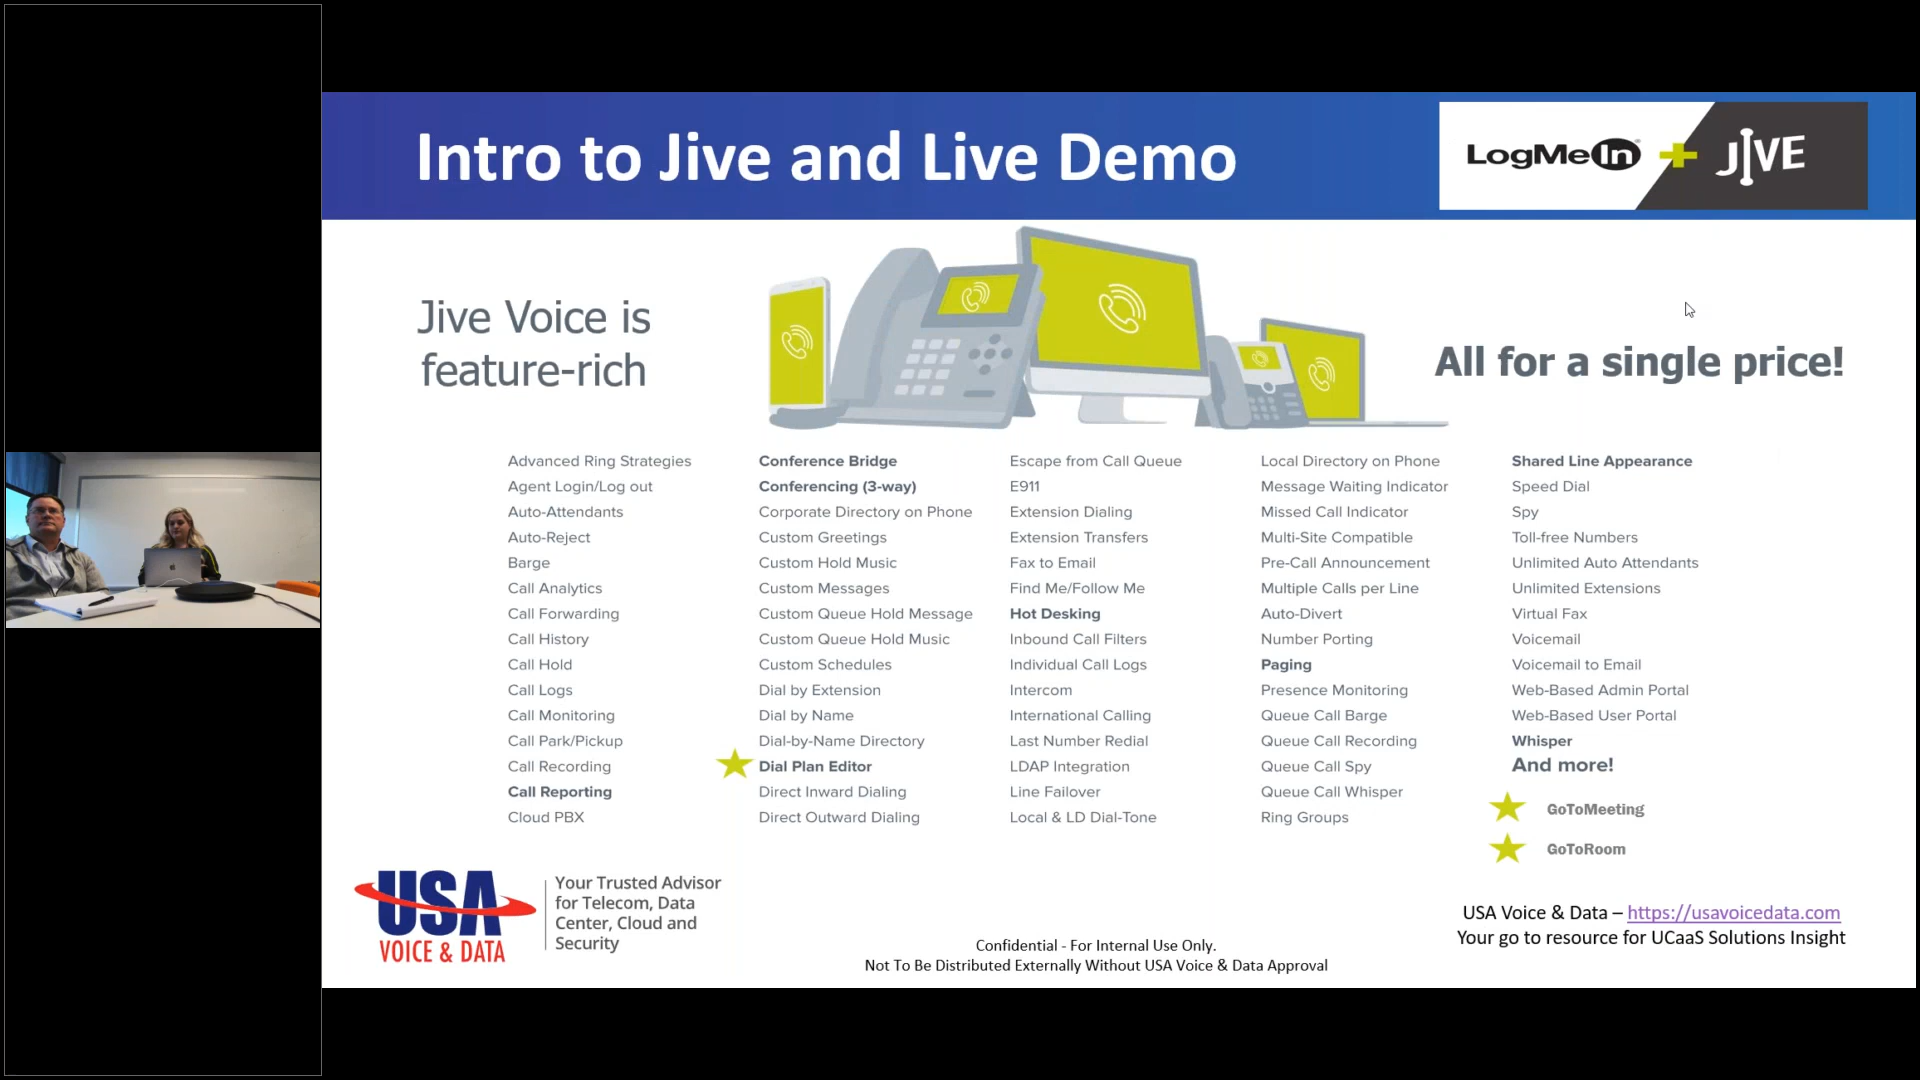 Intro to Jive and Live Demo
LogMeIn + JIVE
Jive Voice is
feature-rich
All for a single price!
Advanced Ring Strategies
Agent Login/Log out
Auto-Attendants
Auto-Reject
Barge
Call Analytics
Call Forwarding
Call History
Call Hold
Call Logs
Call Monitoring
Call Park/Pickup
Call Recording
Call Reporting
Cloud PBX
Conference Bridge
Conferencing (3-way)
Corporate Directory on Phone
Custom Greetings
Custom Hold Music
Custom Messages
Custom Queue Hold Message
Custom Queue Hold Music
Custom Schedules
Dial by Extension
Dial by Name
Dial-by-Name Directory
Dial Plan Editor
Direct Inward Dialing
Direct Outward Dialing
Escape from Call Queue
E911
Extension Dialing
Extension Transfers
Fax to Email
Find Me/Follow Me
Hot Desking
Inbound Call Filters
Individual Call Logs
Intercom
International Calling
Last Number Redial
LDAP Integration
Line Failover
Local & LD Dial-Tone
Local Directory on Phone
Message Waiting Indicator
Missed Call Indicator
Multi-Site Compatible
Pre-Call Announcement
Multiple Calls per Line
Auto-Divert
Number Porting
Paging
Presence Monitoring
Queue Call Barge
Queue Call Recording
Queue Call Spy
Queue Call Whisper
Ring Groups
Shared Line Appearance
Speed Dial
Spy
Toll-free Numbers
Unlimited Auto Attendants
Unlimited Extensions
Virtual Fax
Voicemail
Voicemail to Email
Web-Based Admin Portal
Web-Based User Portal
Whisper
And more!
GoToMeeting
GoToRoom
USA
VOICE & DATA
Your Trusted Advisor
for Telecom, Data
Center, Cloud and
Security
Confidential - For Internal Use Only.
Not To Be Distributed Externally Without USA Voice & Data Approval
USA Voice & Data – https://usavoicedata.com
Your go to resource for UCaaS Solutions Insight